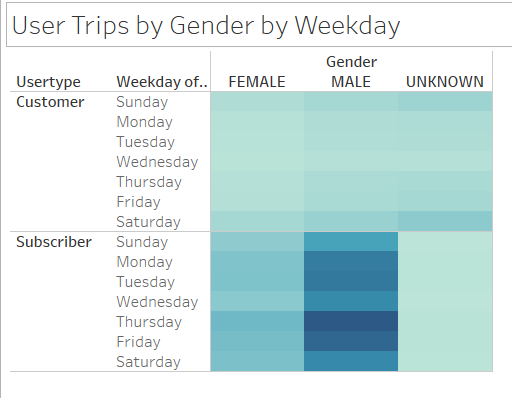 User Trips by Gender by Weekday
Gender
Usertype Weekday of.. FEMALE MALE UNKNOWN
Customer Sunday
Monday
Tuesday
Wednesday
Thursday
Friday
Saturday
Subscriber Sunday
Monday
Tuesday
Wednesday
Thursday
Friday
Saturday